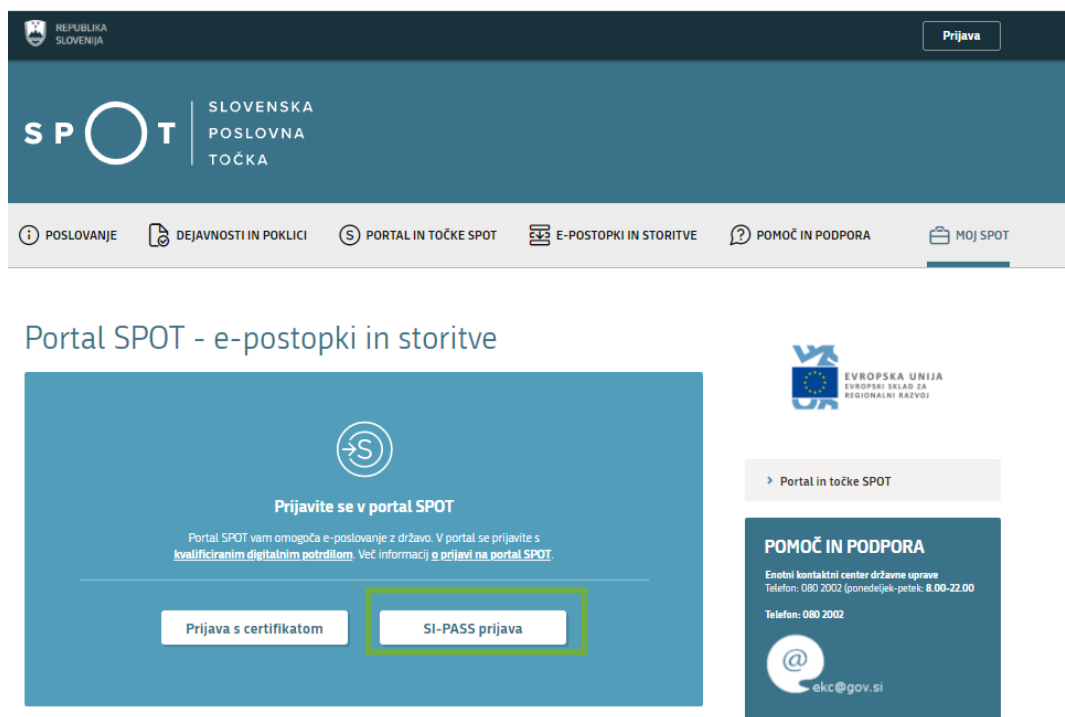 REPUBLIKA
SLOVENIJA
Prijava
SPOT
SLOVENSKA
POSLOVNA
TOČKA
POSLOVANJE
DEJAVNOSTI IN POKLICI
PORTAL IN TOČKE SPOT
E-POSTOPKI IN STORITVE
POMOČ IN PODPORA
MOJ SPOT
Portal SPOT - e-postopki in storitve
EVROPSKA UNIJA
EVROPSKI SKLAD ZA
REGIONALNI RAZVOJ
S
Prijavite se v portal SPOT
Portal SPOT vam omogoča e-poslovanje z državo. V portal se prijavite s
kvalificiranim digitalnim potrdilom. Več informacij o prijavi na portal SPOT.
Prijava s certifikatom
SI-PASS prijava
Portal in točke SPOT
POMOČ IN PODPORA
Enotni kontaktni center državne uprave
Telefon: 080 2002 (ponedeljek-petek: 8.00-22.00
Telefon: 080 2002
@
ekc@gov.si